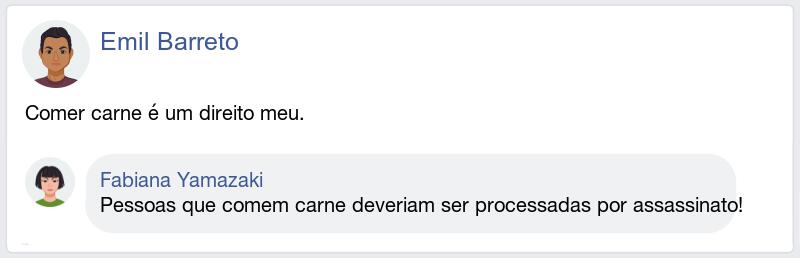 Emil Barreto
Comer carne é um direito meu.
Fabiana Yamazaki
Pessoas que comem carne deveriam ser processadas por assassinato!